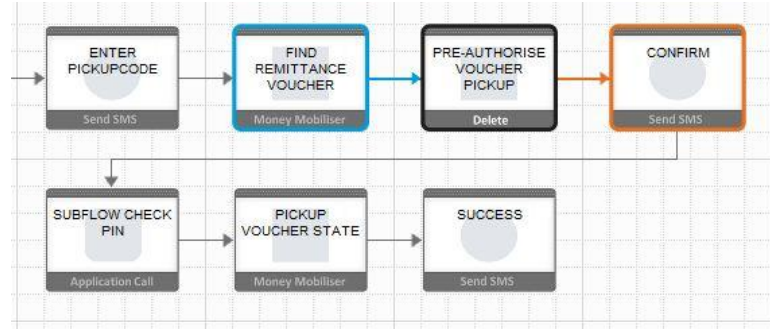 ENTER
PICKUPCODE
Send SMS
FIND
REMITTANCE
VOUCHER
Money Mobiliser
PRE-AUTHORISE
VOUCHER
PICKUP
Delete
CONFIRM
Send SMS
SUBFLOW CHECK
PIN
Application Call
PICKUP
VOUCHER STATE
Money Mobiliser
SUCCESS
Send SMS